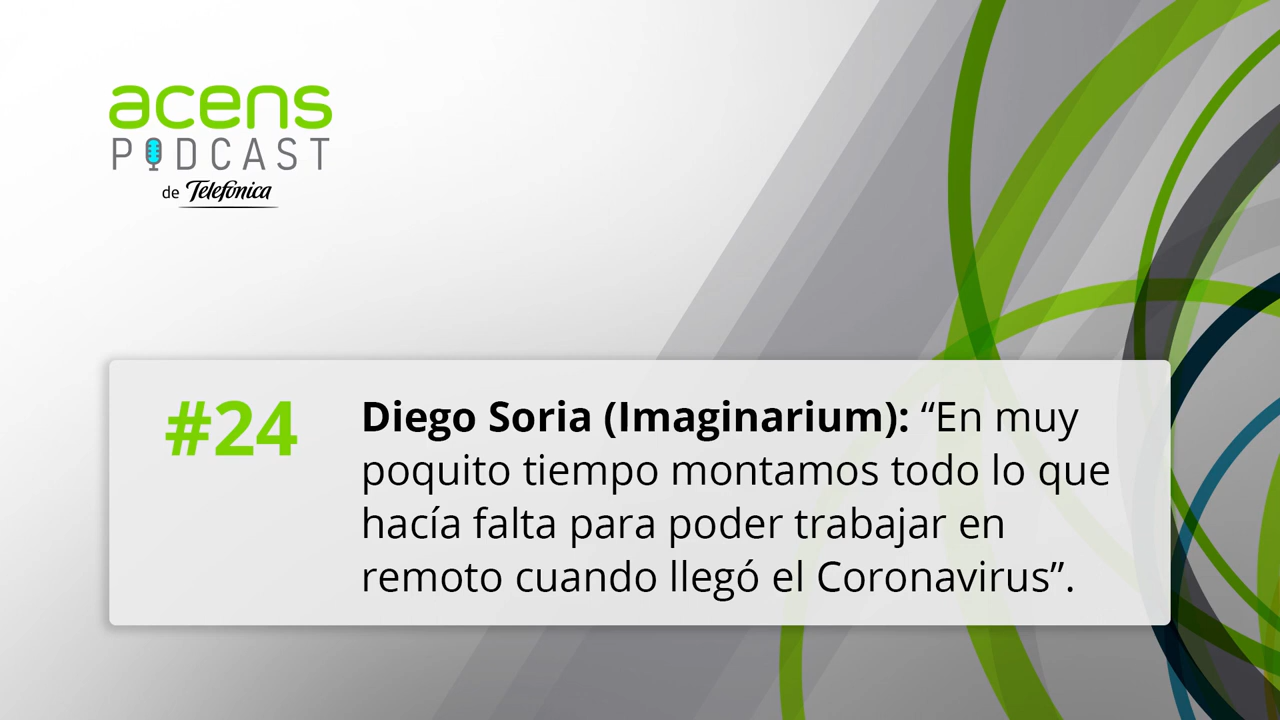 acens
PODCAST
de Telefónica
#24
Diego Soria (Imaginarium): “En muy
poquito tiempo montamos todo lo que
hacía falta para poder trabajar en
remoto cuando llegó el Coronavirus”.